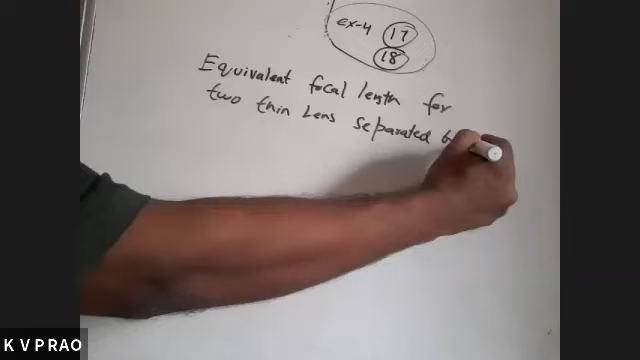 ex-4 17
18
Equivalent focal length for
two thin Lens separated
K V P RAO